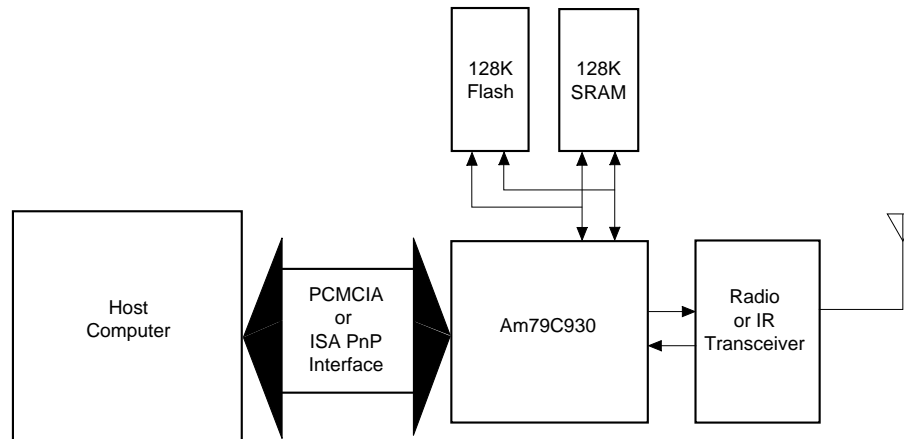 128K
Flash
128K
SRAM
Host
Computer
PCMCIA
or
ISA PnP
Interface
Am79C930
Radio
or IR
Transceiver